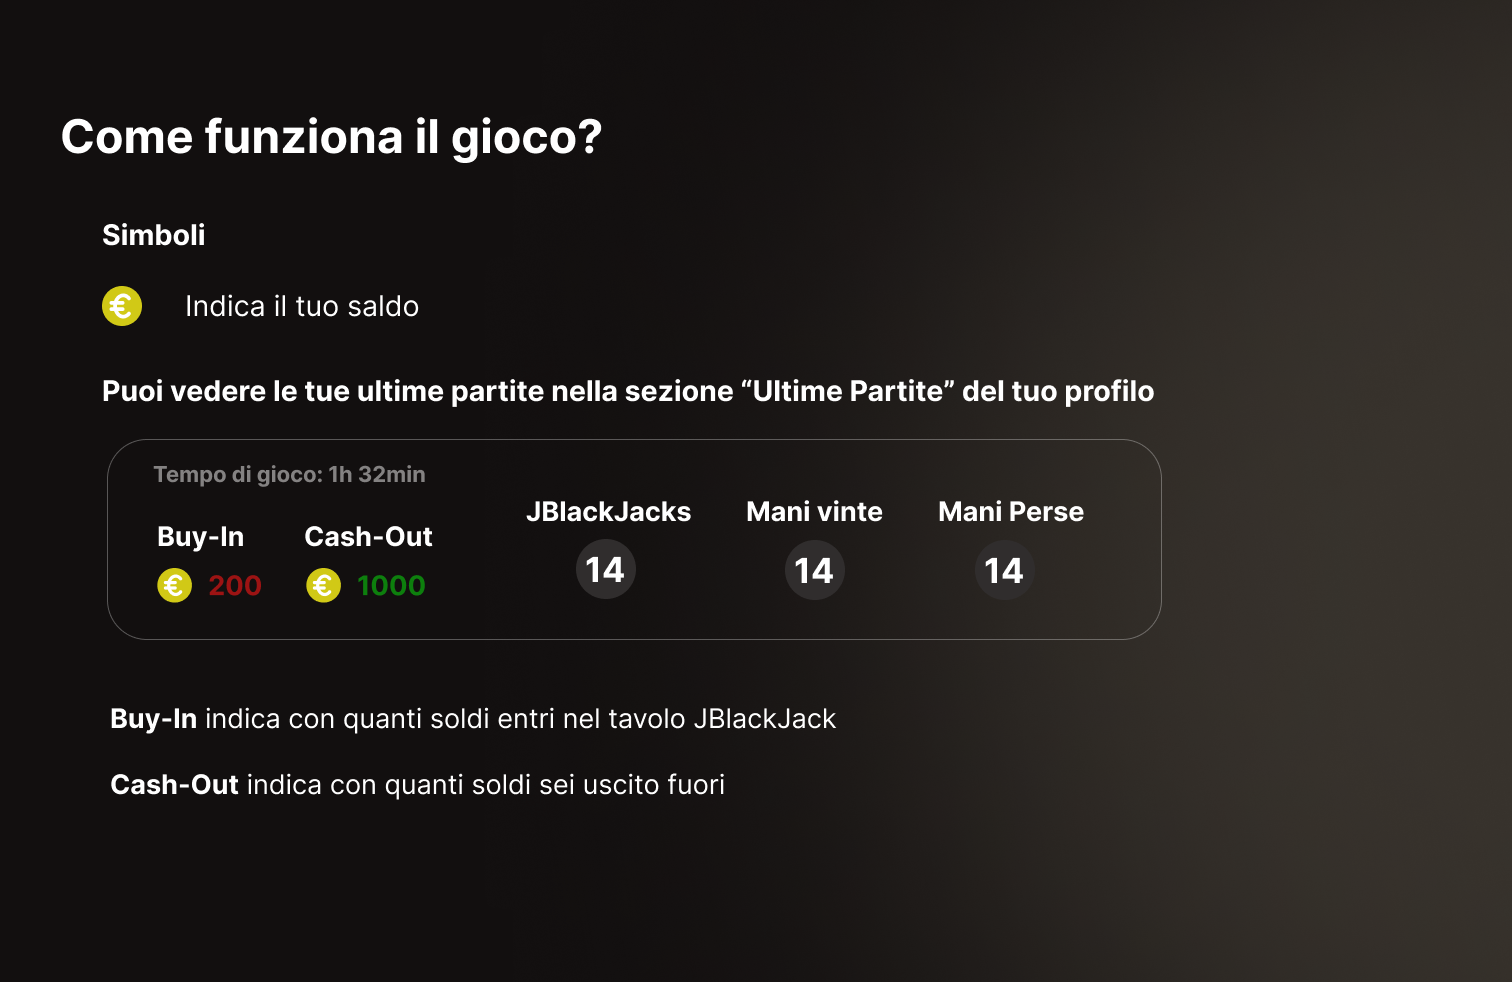 Come funziona il gioco?
Simboli
€ Indica il tuo saldo
Puoi vedere le tue ultime partite nella sezione “Ultime Partite” del tuo profilo
Tempo di gioco: 1h 32min
Buy-In Cash-Out JBlackJacks Mani vinte Mani Perse
€ 200 € 1000 14 14 14
Buy-In indica con quanti soldi entri nel tavolo JBlackJack
Cash-Out indica con quanti soldi sei uscito fuori